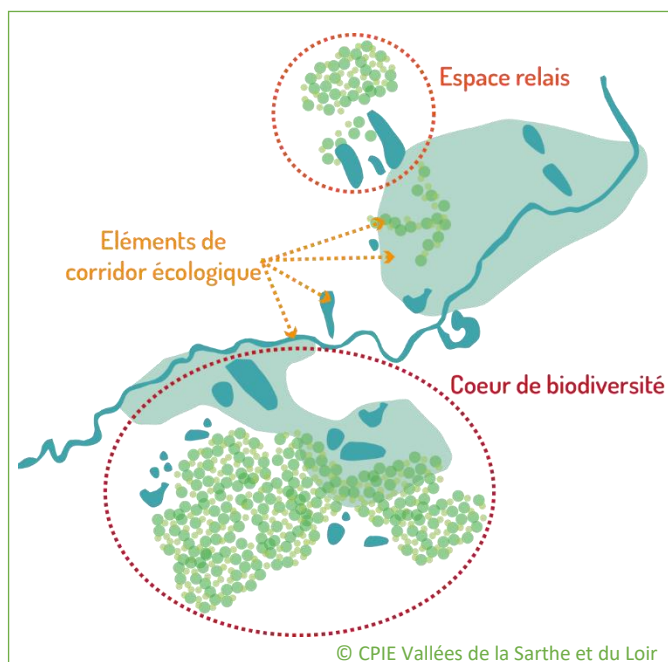 Espace relais
Eléments de
corridor écologique
Coeur de biodiversité
© CPIE Vallées de la Sarthe et du Loir